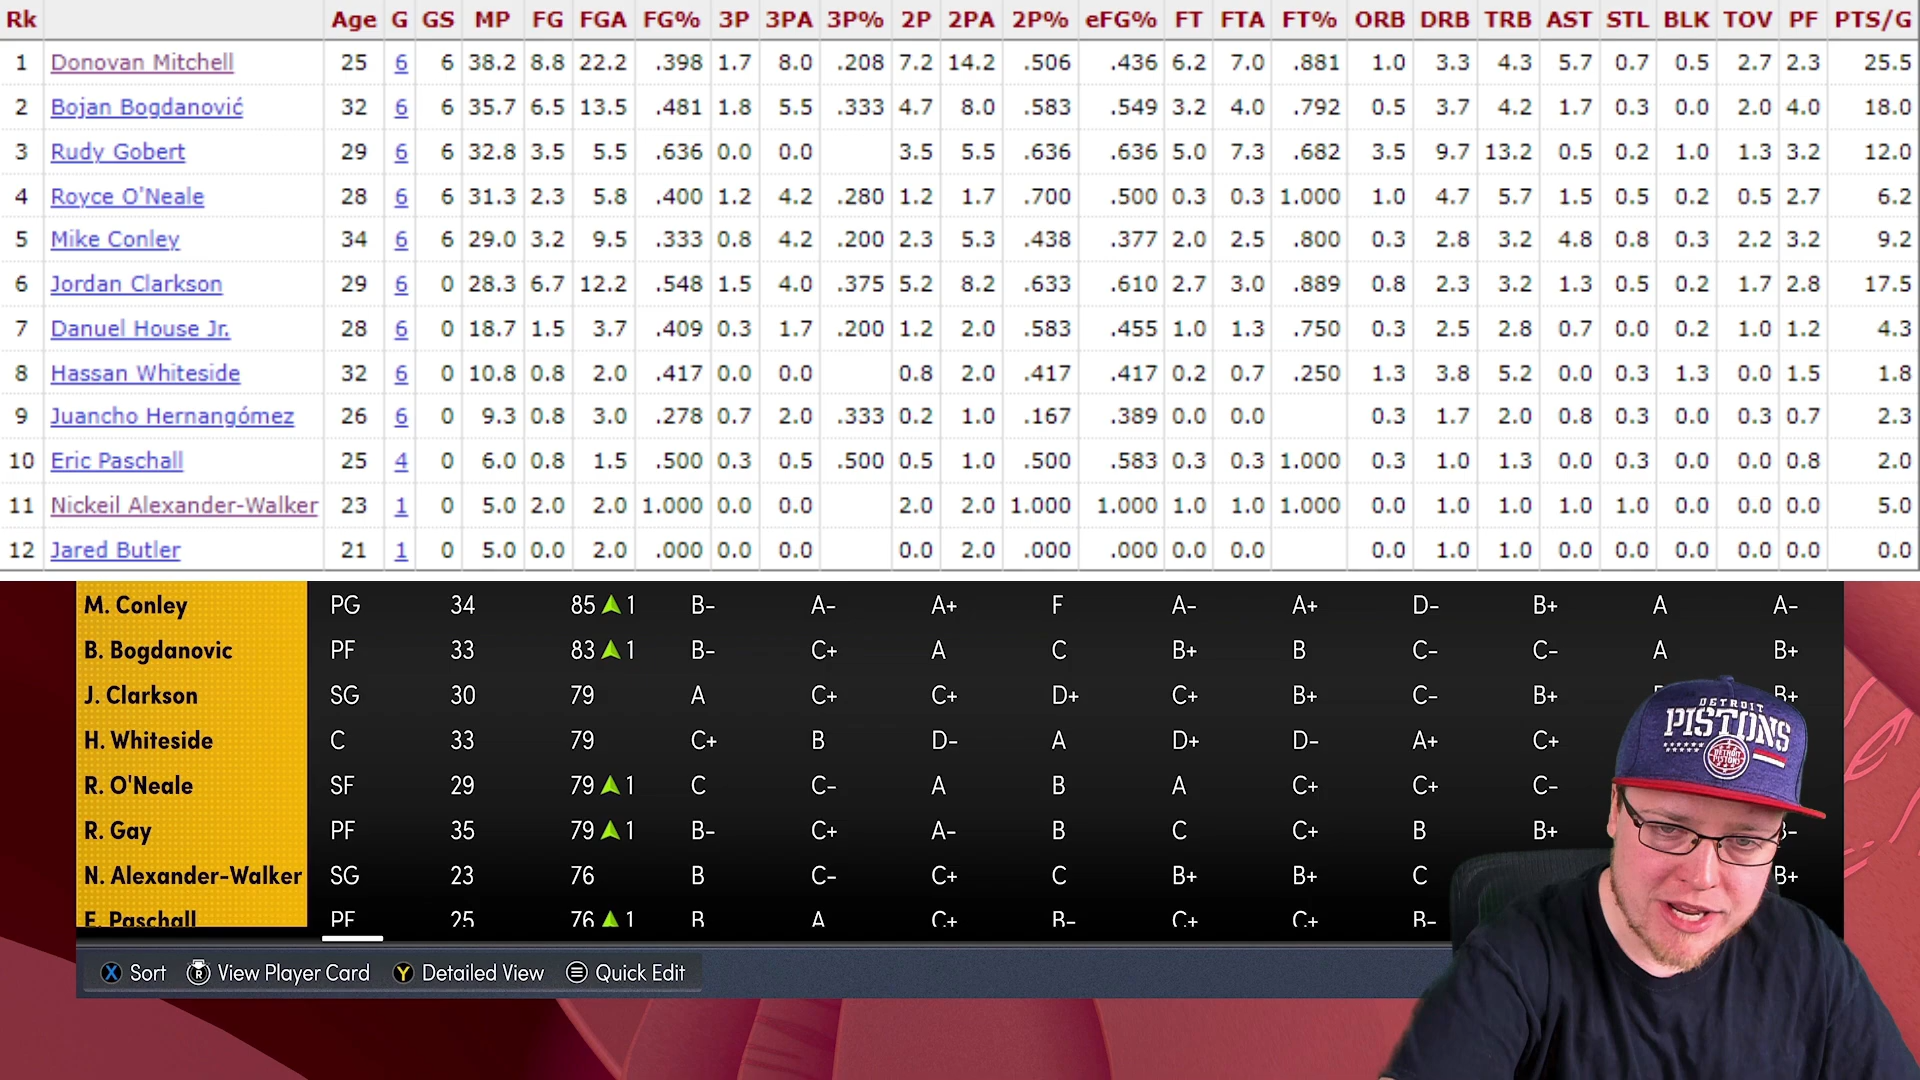 Rk Age G GS MP FG FGA FG% 3P 3PA 3P% 2P 2PA 2P% eFG% FT FTA FT% ORB DRB TRB AST STL BLK TOV PF PTS/G
1 Donovan Mitchell 25 6 6 38.2 8.8 22.2 .398 1.7 8.0 .208 7.2 14.2 .506 .436 6.2 7.0 .881 1.0 3.3 4.3 5.7 0.7 0.5 2.7 2.3 25.5
2 Bojan Bogdanović 32 6 6 35.7 6.5 13.5 .481 1.8 5.5 .333 4.7 8.0 .583 .549 3.2 4.0 .792 0.5 3.7 4.2 1.7 0.3 0.0 2.0 4.0 18.0
3 Rudy Gobert 29 6 6 32.8 3.5 5.5 .636 0.0 0.0 3.5 5.5 .636 .636 5.0 7.3 .682 3.5 9.7 13.2 0.5 0.2 1.0 1.3 3.2 12.0
4 Royce O'Neale 28 6 6 31.3 2.3 5.8 .400 1.2 4.2 .280 1.2 1.7 .700 .500 0.3 0.3 1.000 1.0 4.7 5.7 1.5 0.5 0.2 0.5 2.7 6.2
5 Mike Conley 34 6 6 29.0 3.2 9.5 .333 0.8 4.2 .200 2.3 5.3 .438 .377 2.0 2.5 .800 0.3 2.8 3.2 4.8 0.8 0.3 2.2 3.2 9.2
6 Jordan Clarkson 29 6 0 28.3 6.7 12.2 .548 1.5 4.0 .375 5.2 8.2 .633 .610 2.7 3.0 .889 0.8 2.3 3.2 1.3 0.5 0.2 1.7 2.8 17.5
7 Danuel House Jr. 28 6 0 18.7 1.5 3.7 .409 0.3 1.7 .200 1.2 2.0 .583 .455 1.0 1.3 .750 0.3 2.5 2.8 0.7 0.0 0.2 1.0 1.2 4.3
8 Hassan Whiteside 32 6 0 10.8 0.8 2.0 .417 0.0 0.0 0.8 2.0 .417 .417 0.2 0.7 .250 1.3 3.8 5.2 0.0 0.3 1.3 0.0 1.5 1.8
9 Juancho Hernangómez 26 6 0 9.3 0.8 3.0 .278 0.7 2.0 .333 0.2 1.0 .167 .389 0.0 0.0 0.3 1.7 2.0 0.8 0.3 0.0 0.3 0.7 2.3
10 Eric Paschall 25 4 0 6.0 0.8 1.5 .500 0.3 0.5 .500 0.5 1.0 .500 .583 0.3 0.3 1.000 0.3 1.0 1.3 0.0 0.3 0.0 0.0 0.8 2.0
11 Nickeil Alexander-Walker 23 1 0 5.0 2.0 2.0 1.000 0.0 0.0 2.0 2.0 1.000 1.000 1.0 1.0 1.000 0.0 1.0 1.0 1.0 1.0 0.0 0.0 0.0 5.0
12 Jared Butler 21 1 0 5.0 0.0 2.0 .000 0.0 0.0 0.0 2.0 .000 .000 0.0 0.0 0.0 1.0 1.0 0.0 0.0 0.0 0.0 0.0 0.0
M. Conley PG 34 85 1 B- A- A+ F A- A+ D- B+ A A-
B. Bogdanovic PF 33 83 1 B- C+ A C B+ B C- C- A B+
J. Clarkson SG 30 79 A C+ C+ D+ C+ B+ C- B+ B+
H. Whiteside C 33 79 C+ B D- A D+ D- A+ C+
R. O'Neale SF 29 79 1 C C- A B A C+ C+ C-
R. Gay PF 35 79 1 B- C+ A- B C C+ B B+
N. Alexander-Walker SG 23 76 B C- C+ C B+ B+ C B+
E. Paschall PF 25 76 1 B A C+ B- C+ C+ B-
X Sort R View Player Card Y Detailed View Quick Edit
DETROIT
PISTONS
DETROIT
PISTONS